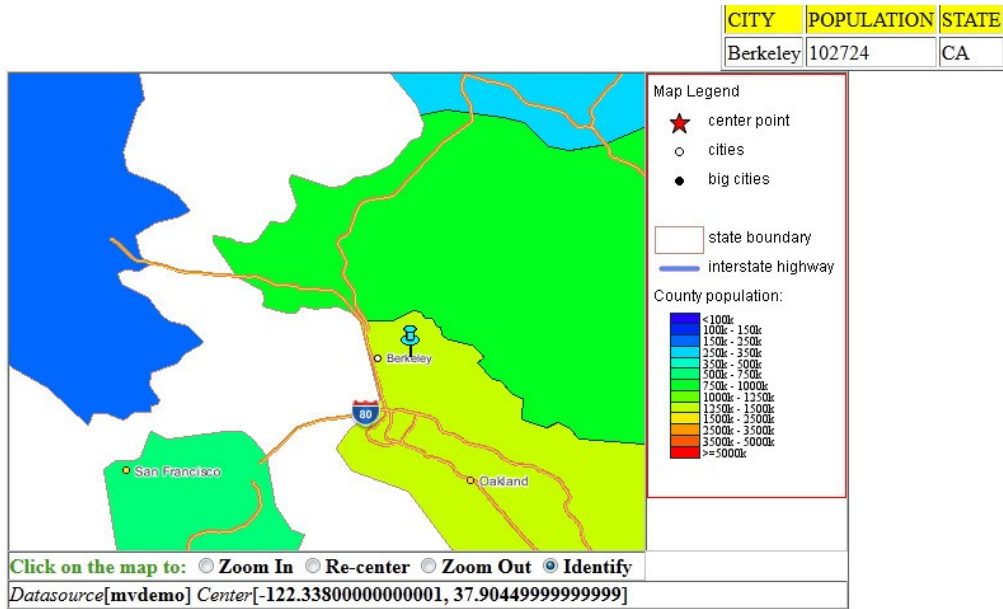 CITY POPULATION STATE
Berkeley 102724 CA
Map Legend
center point
cities
big cities
state boundary
interstate highway
County population:
<100k
100k - 150k
150k - 250k
250k - 350k
350k - 500k
500k - 750k
750k - 1000k
1000k - 1250k
1250k - 1500k
1500k - 2500k
2500k - 3500k
3500k - 5000k
>=5000k
Berkeley
80
San Francisco
Oakland
Click on the map to: Zoom In Re-center Zoom Out Identify
Datasource[mvdemo] Center[-122.33800000000001, 37.90449999999999]